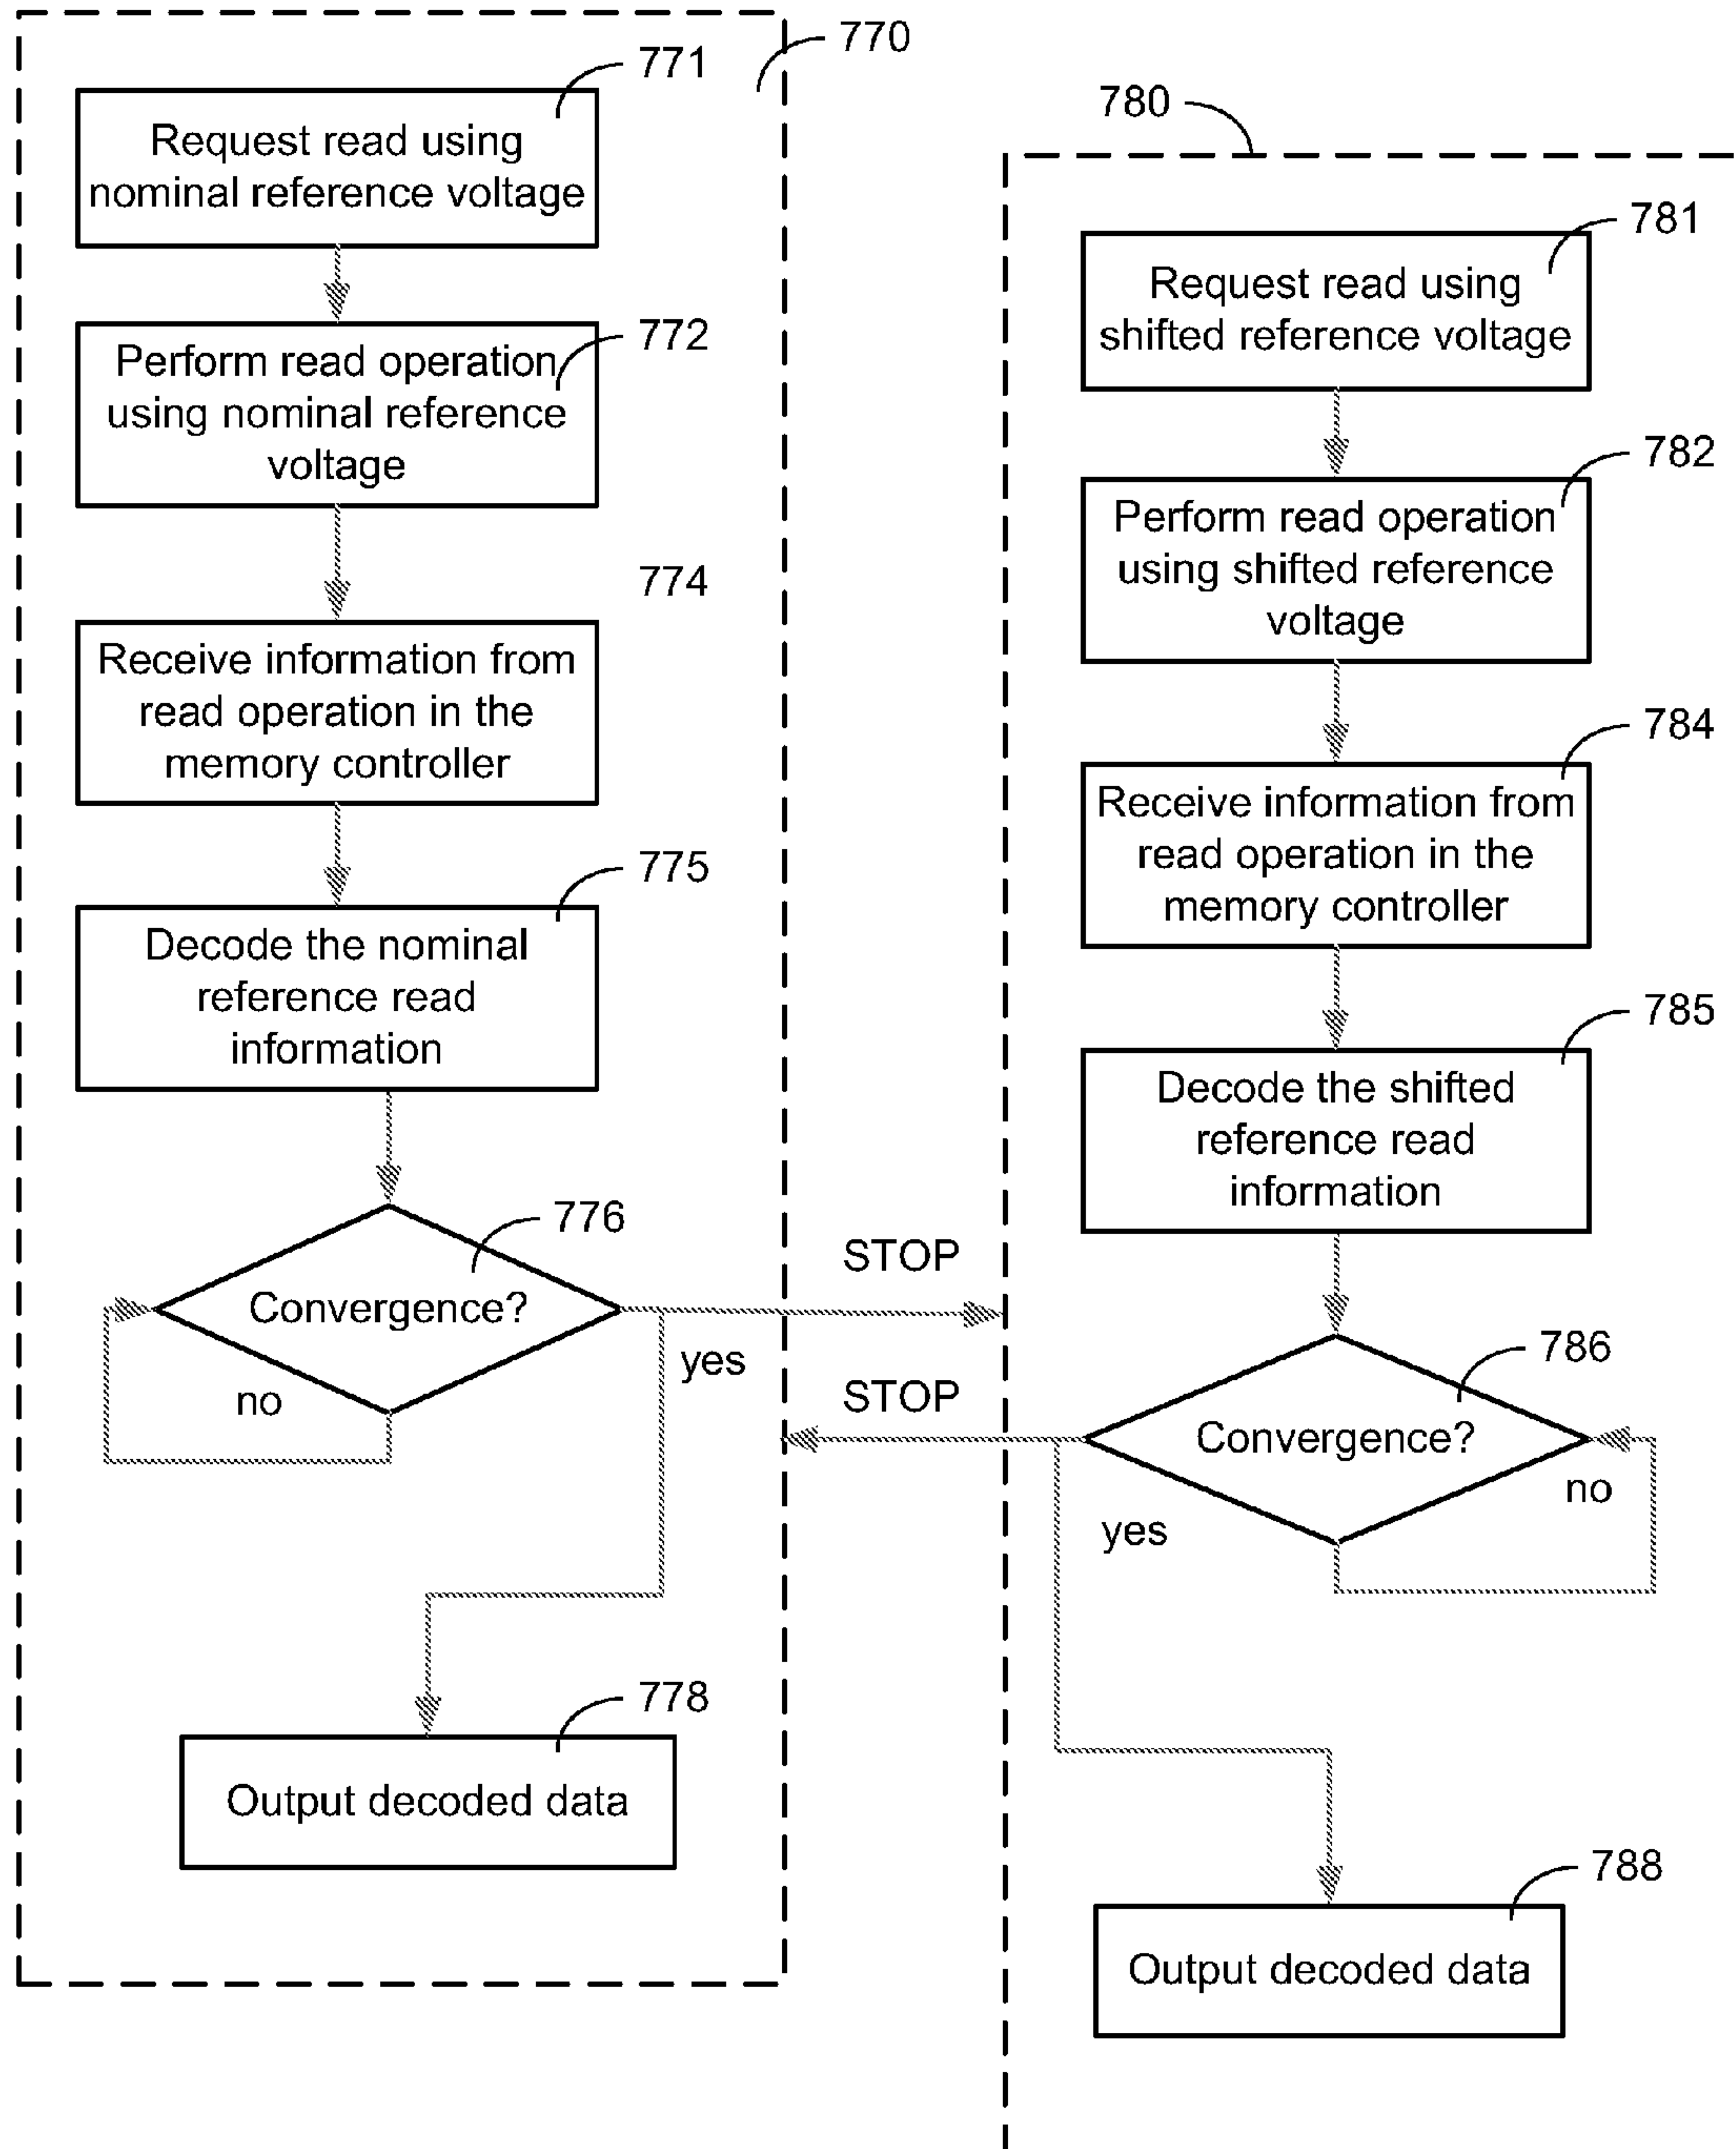 770
771
Request read using
nominal reference voltage
772
Perform read operation
using nominal reference
voltage
774
Receive information from
read operation in the
memory controller
775
Decode the nominal
reference read
information
776
Convergence?
no
yes
STOP
778
Output decoded data
780
781
Request read using
shifted reference voltage
782
Perform read operation
using shifted reference
voltage
784
Receive information from
read operation in the
memory controller
785
Decode the shifted
reference read
information
786
Convergence?
no
yes
STOP
788
Output decoded data